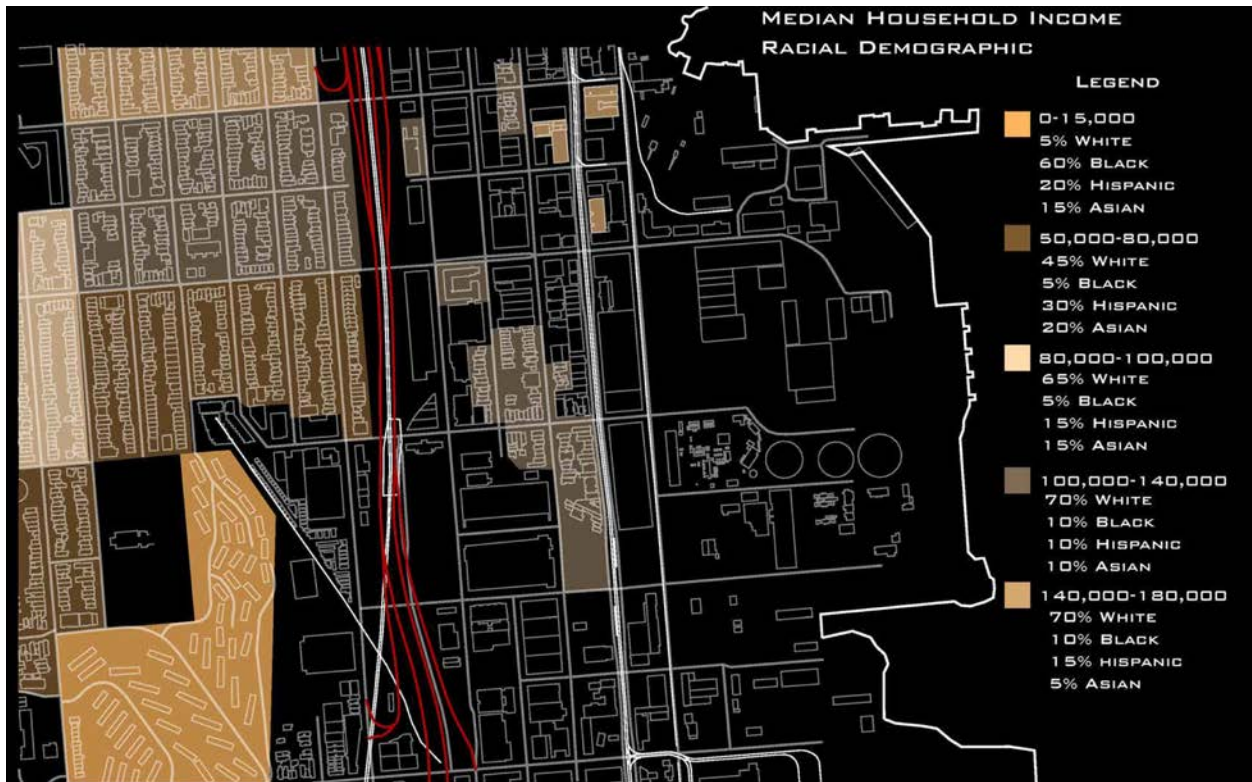 Median Household Income
Racial Demographic
Legend
0-15,000
5% White
60% Black
20% Hispanic
15% Asian
50,000-80,000
45% White
5% Black
30% Hispanic
20% Asian
80,000-100,000
65% White
5% Black
15% Hispanic
15% Asian
100,000-140,000
70% White
10% Black
10% Hispanic
10% Asian
140,000-180,000
70% White
10% Black
15% hispanic
5% Asian